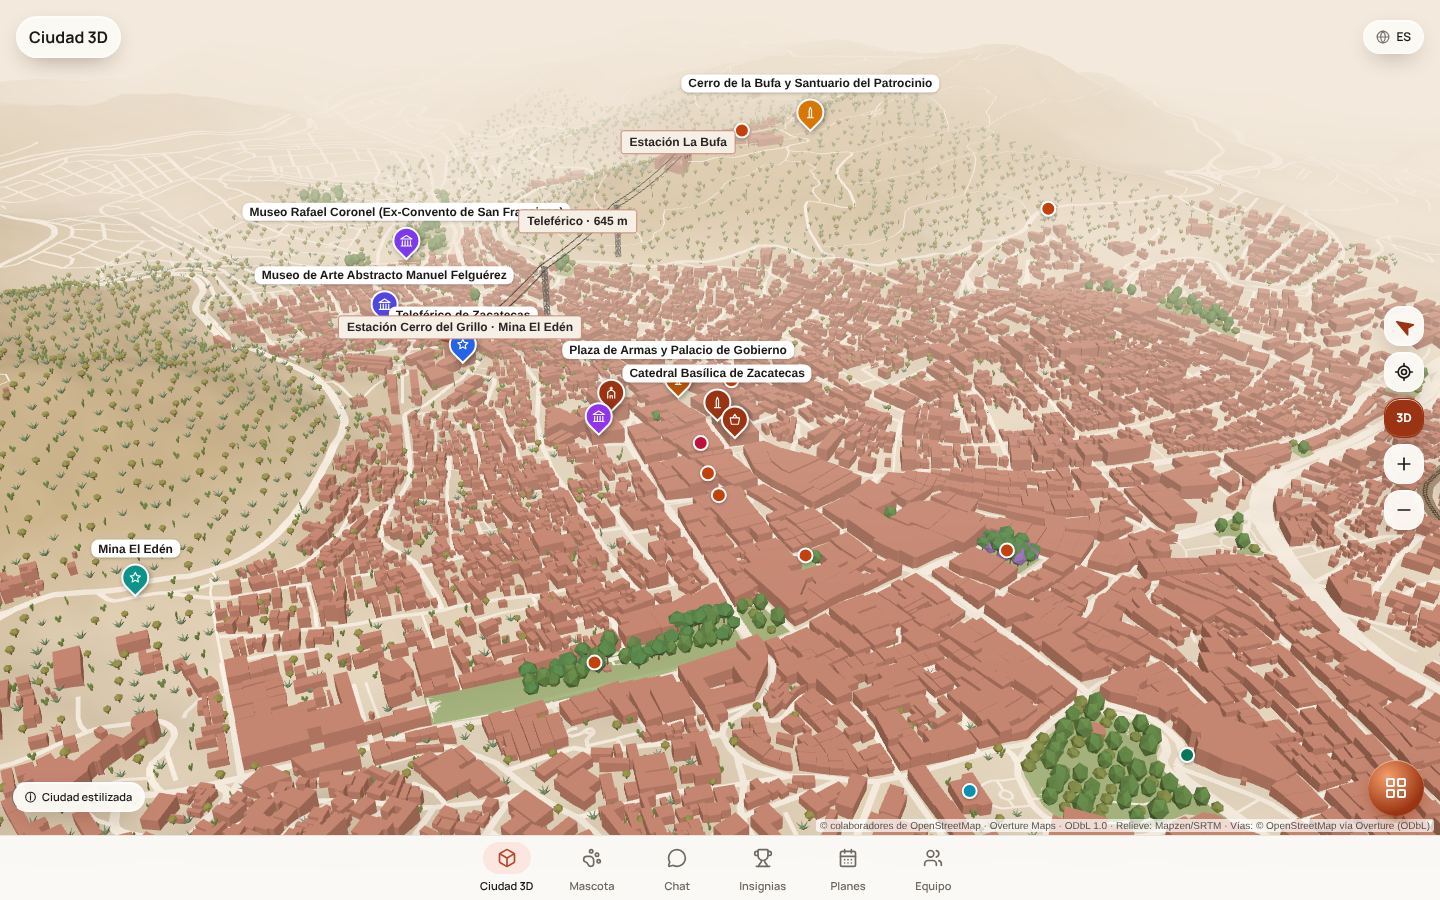 Ciudad 3D
ES
Cerro de la Bufa y Santuario del Patrocinio
Estación La Bufa
Museo Rafael Coronel (Ex-Convento de San
Teleférico · 645 m
Museo de Arte Abstracto Manuel Felguérez
Teleférico de Zacatecas
Estación Cerro del Grillo · Mina El Edén
Plaza de Armas y Palacio de Gobierno
Catedral Basílica de Zacatecas
3D
Mina El Edén
Ciudad estilizada
© colaboradores de OpenStreetMap · Overture Maps · ODbL 1.0 · Relieve: Mapzen/SRTM · Vías: © OpenStreetMap vía Overture (ODbL)
Ciudad 3D
Mascota
Chat
Insignias
Planes
Equipo